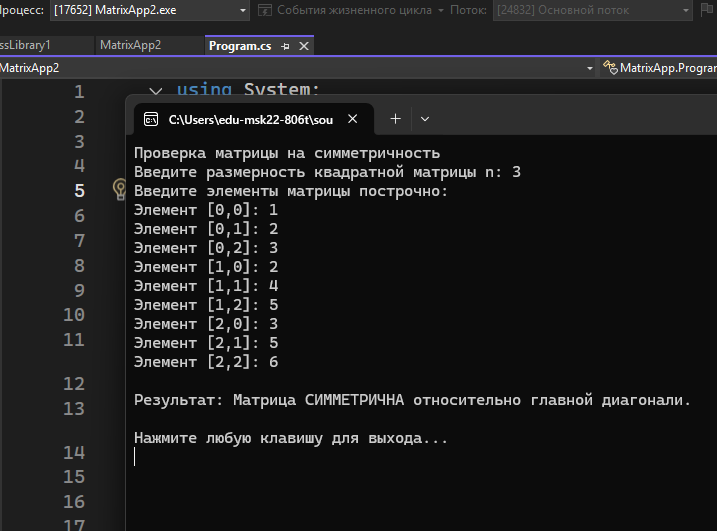 Процесс: [17652] MatrixApp2.exe События жизненного цикла Поток: [24832] Основной поток
ssLibrary1 MatrixApp2 Program.cs
MatrixApp2 MatrixApp.Progran
1 using System;
2
3
4
5
6
7
8
9
10
11
12
13
14
15
16
17
C:\Users\edu-msk22-806t\sou
Проверка матрицы на симметричность
Введите размерность квадратной матрицы n: 3
Введите элементы матрицы построчно:
Элемент [0,0]: 1
Элемент [0,1]: 2
Элемент [0,2]: 3
Элемент [1,0]: 2
Элемент [1,1]: 4
Элемент [1,2]: 5
Элемент [2,0]: 3
Элемент [2,1]: 5
Элемент [2,2]: 6
Результат: Матрица СИММЕТРИЧНА относительно главной диагонали.
Нажмите любую клавишу для выхода...